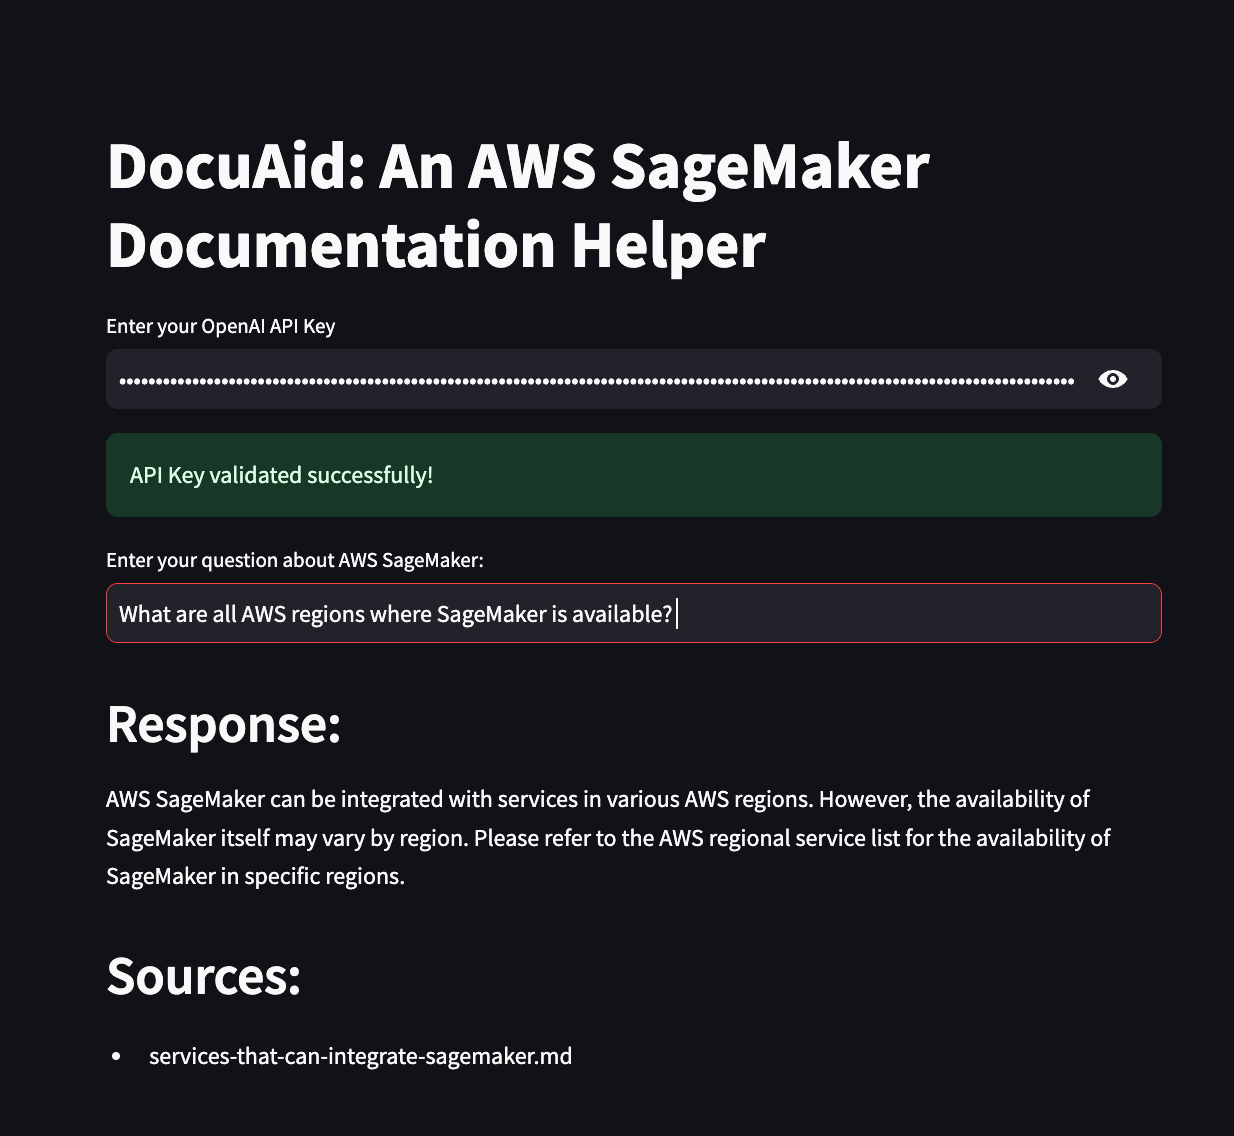 DocuAid: An AWS SageMaker
Documentation Helper
Enter your OpenAI API Key
API Key validated successfully!
Enter your question about AWS SageMaker:
What are all AWS regions where SageMaker is available?
Response:
AWS SageMaker can be integrated with services in various AWS regions. However, the availability of
SageMaker itself may vary by region. Please refer to the AWS regional service list for the availability of
SageMaker in specific regions.
Sources:
• services-that-can-integrate-sagemaker.md